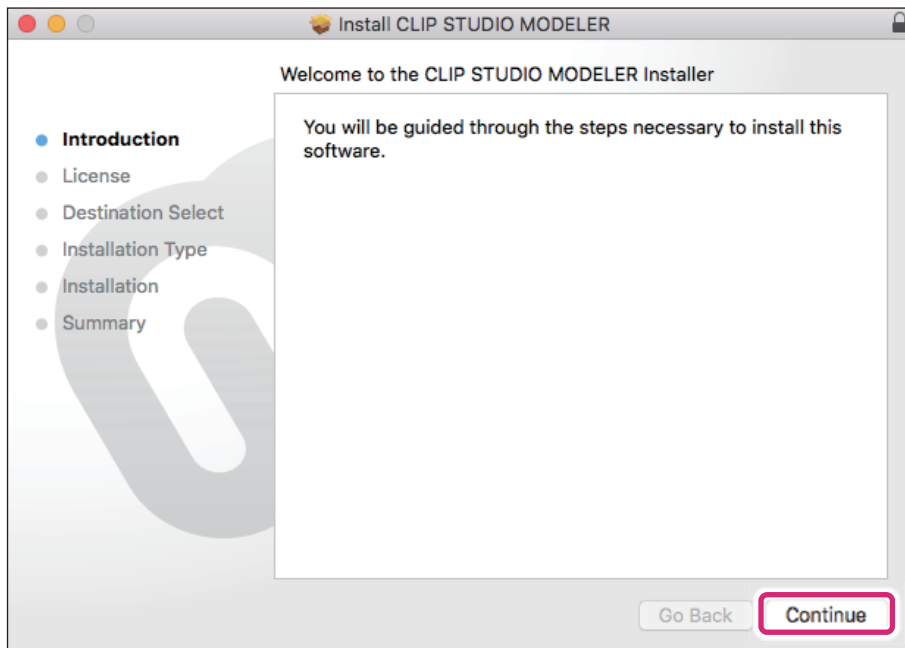 Install CLIP STUDIO MODELER
Welcome to the CLIP STUDIO MODELER Installer
Introduction
License
Destination Select
Installation Type
Installation
Summary
You will be guided through the steps necessary to install this
software.
Go Back
Continue